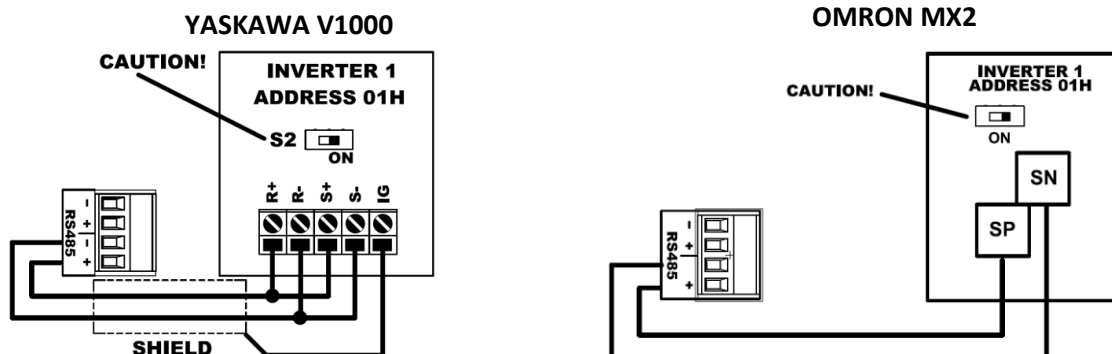 YASKAWA V1000
CAUTION!
INVERTER 1
ADDRESS 01H
S2
ON
R+ R- S+ S- IG
RS485
-
+
-
+
SHIELD
OMRON MX2
CAUTION!
INVERTER 1
ADDRESS 01H
ON
SN
SP
RS485
-
+
-
+